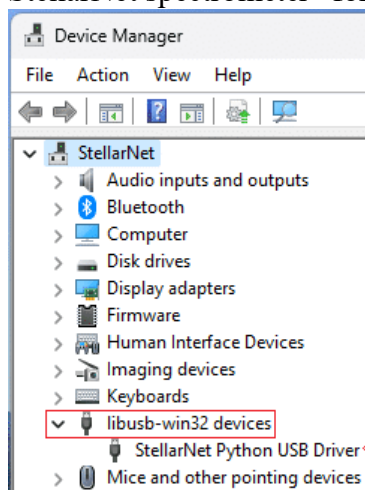 Device Manager
File Action View Help
StellarNet
Audio inputs and outputs
Bluetooth
Computer
Disk drives
Display adapters
Firmware
Human Interface Devices
Imaging devices
Keyboards
libusb-win32 devices
StellarNet Python USB Driver
Mice and other pointing devices